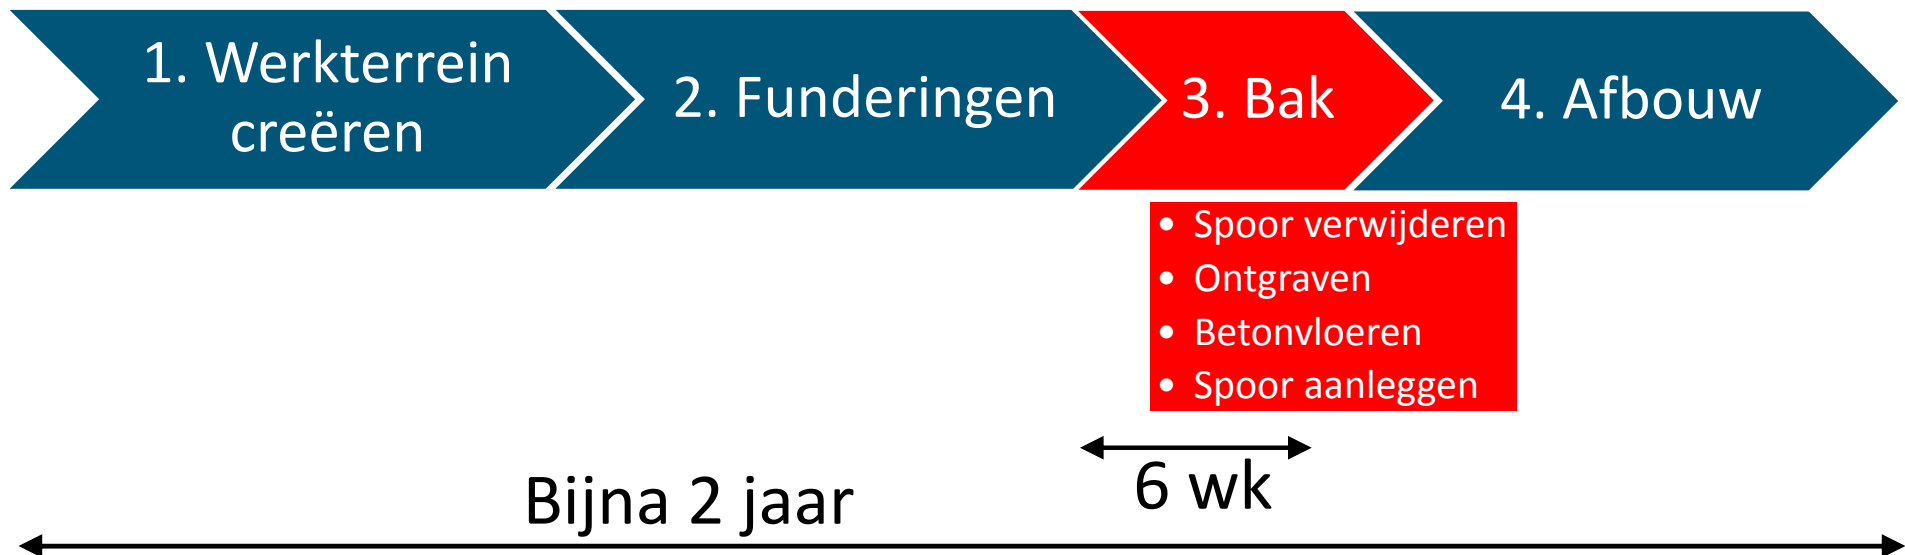 1. Werkterrein
creëren
2. Funderingen
3. Bak
4. Afbouw
• Spoor verwijderen
• Ontgraven
• Betonvloeren
• Spoor aanleggen
6 wk
Bijna 2 jaar